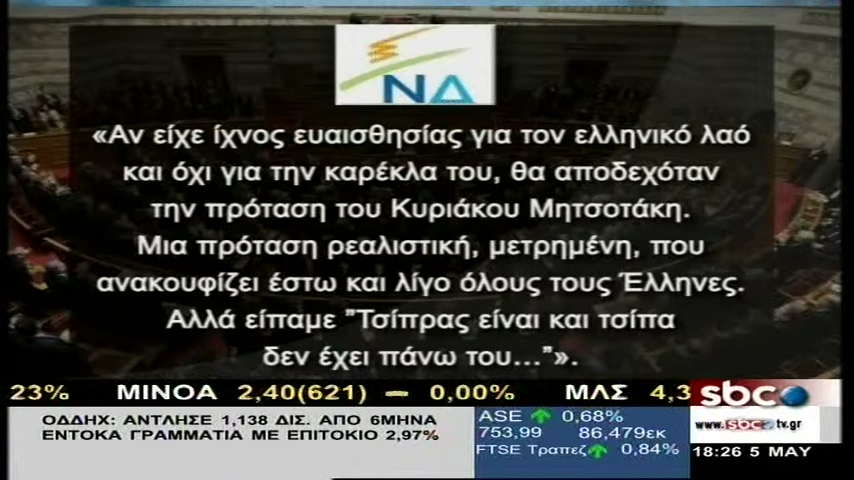 ΝΔ
«Αν είχε ίχνος ευαισθησίας για τον ελληνικό λαό
και όχι για την καρέκλα του, θα αποδεχόταν
την πρόταση του Κυριάκου Μητσοτάκη.
Μια πρόταση ρεαλιστική, μετρημένη, που
ανακουφίζει έστω και λίγο όλους τους Έλληνες.
Αλλά είπαμε "Τσίπρας είναι και τσίπα
δεν έχει πάνω του..."».
23% ΜΙΝΟΑ 2,40(621) 0,00% ΜΛΣ 4,3
sbc
www.sbctv.gr
ΟΔΔΗΧ: ΑΝΤΛΗΣΕ 1,138 ΔΙΣ. ΑΠΟ 6ΜΗΝΑ
ΕΝΤΟΚΑ ΓΡΑΜΜΑΤΙΑ ΜΕ ΕΠΙΤΟΚΙΟ 2,97%
ASE 0,68%
753,99 86,479εκ
FTSE Τραπεζ 0,84%
18:26 5 MAY